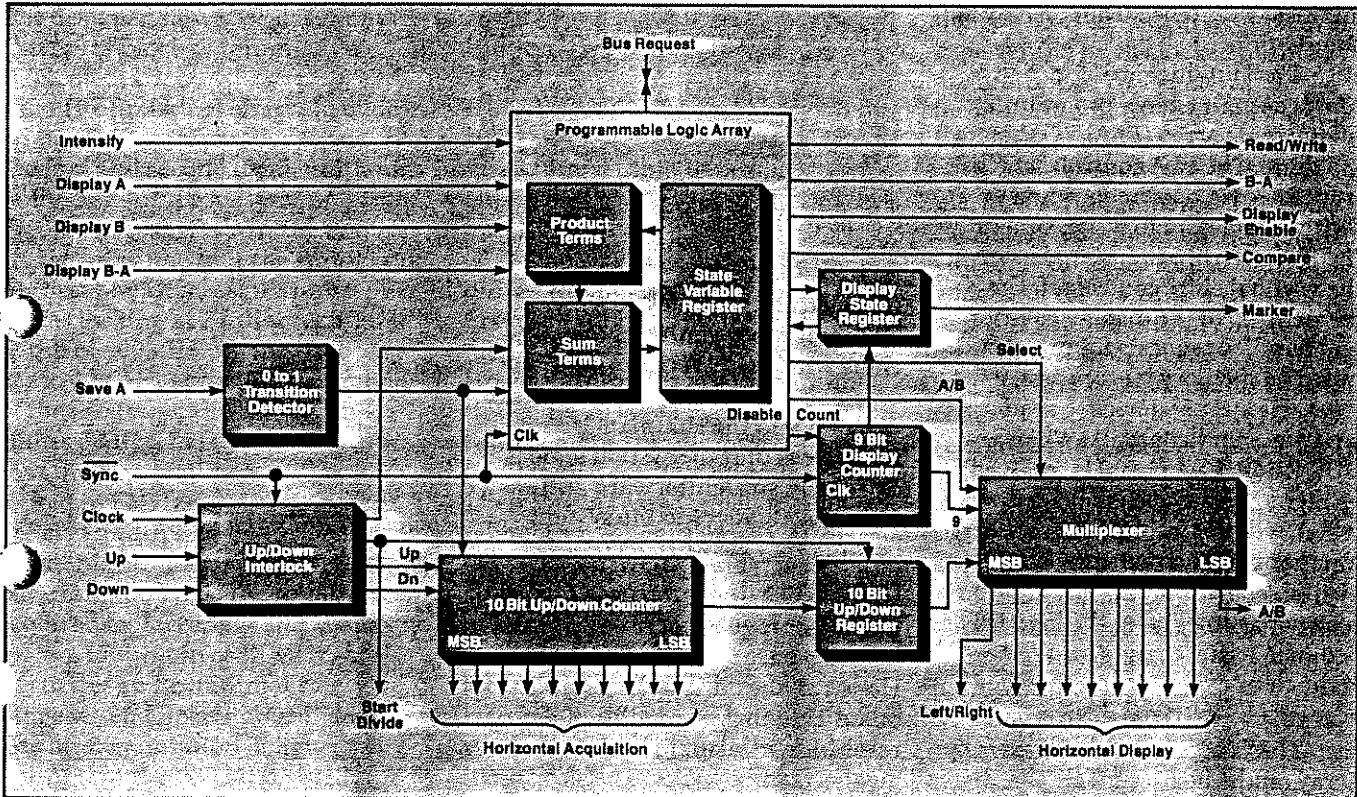 Bus Request
Programmable Logic Array
Intensify
Display A
Display B
Display B-A
Product
Terms
Sum
Terms
State
Variable
Register
Read/Write
B-A
Display
Enable
Compare
Display
State
Register
Marker
Select
A/B
Save A
0 to 1
Transition
Detector
Disable
Count
Clk
9 Bit
Display
Counter
Clk
9
Sync
Clock
Up
Down
Up/Down
Interlock
Up
Dn
10 Bit Up/Down Counter
MSB
LSB
10 Bit
Up/Down
Register
Multiplexer
MSB
LSB
A/B
Start
Divide
Horizontal Acquisition
Left/Right
Horizontal Display